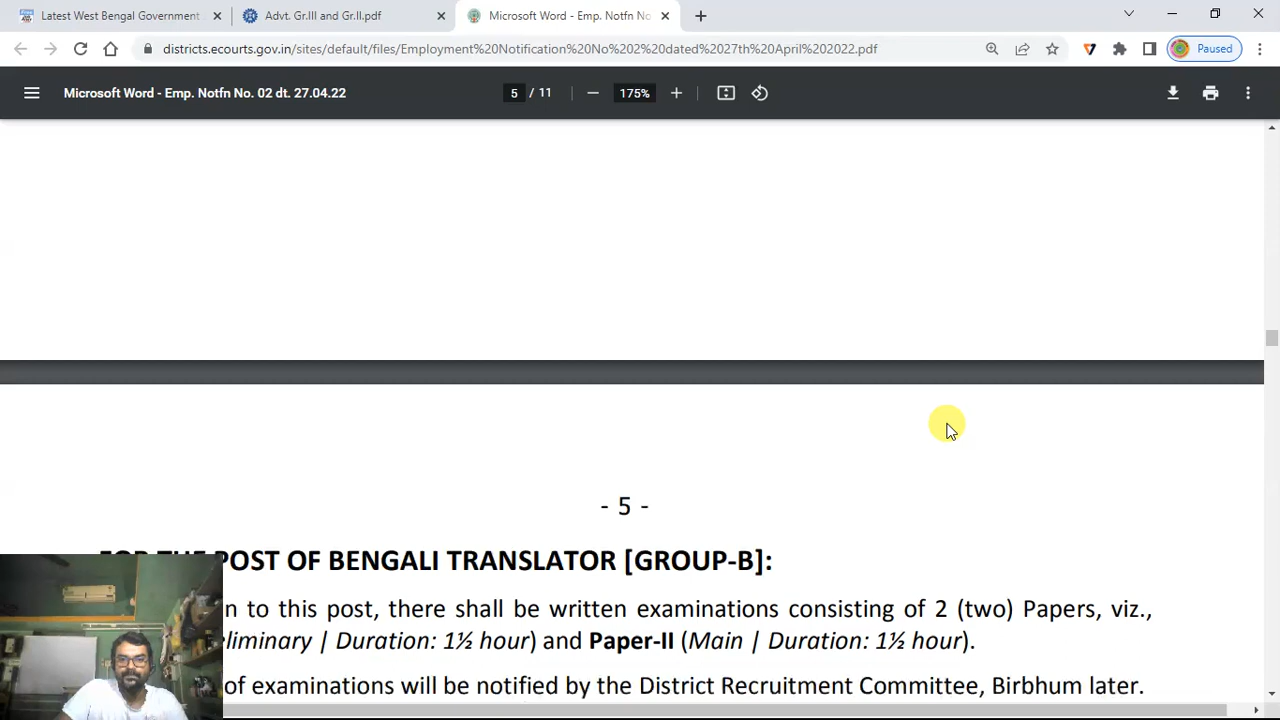 Latest West Bengal Government
Advt. Gr.III and Gr.II.pdf
Microsoft Word - Emp. Notfn No
districts.ecourts.gov.in/sites/default/files/Employment%20Notification%20No%202%20dated%2027th%20April%202022.pdf
Paused
Microsoft Word - Emp. Notfn No. 02 dt. 27.04.22
5 / 11
175%
- 5 -
FOR THE POST OF BENGALI TRANSLATOR [GROUP-B]:
n to this post, there shall be written examinations consisting of 2 (two) Papers, viz.,
eliminary | Duration: 1½ hour) and Paper-II (Main | Duration: 1½ hour).
of examinations will be notified by the District Recruitment Committee, Birbhum later.